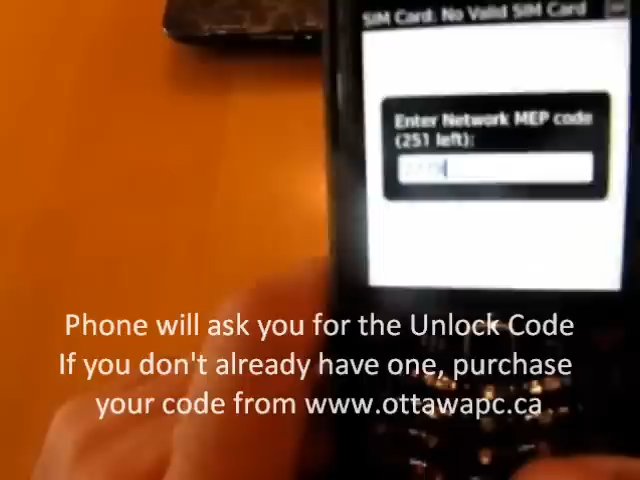 SIM Card: No Valid SIM Card
Enter Network MEP code
(251 left):
Phone will ask you for the Unlock Code
If you don't already have one, purchase
your code from www.ottawapc.ca